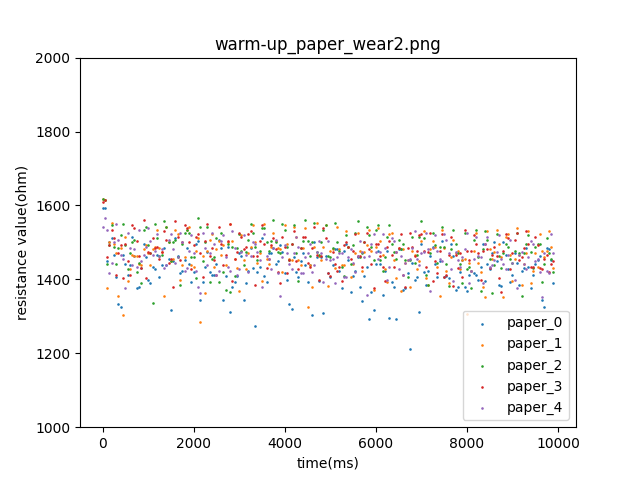 warm-up_paper_wear2.png
2000
1800
1600
1400
1200
1000
resistance value(ohm)
0
2000
4000
6000
8000
10000
time(ms)
paper_0
paper_1
paper_2
paper_3
paper_4